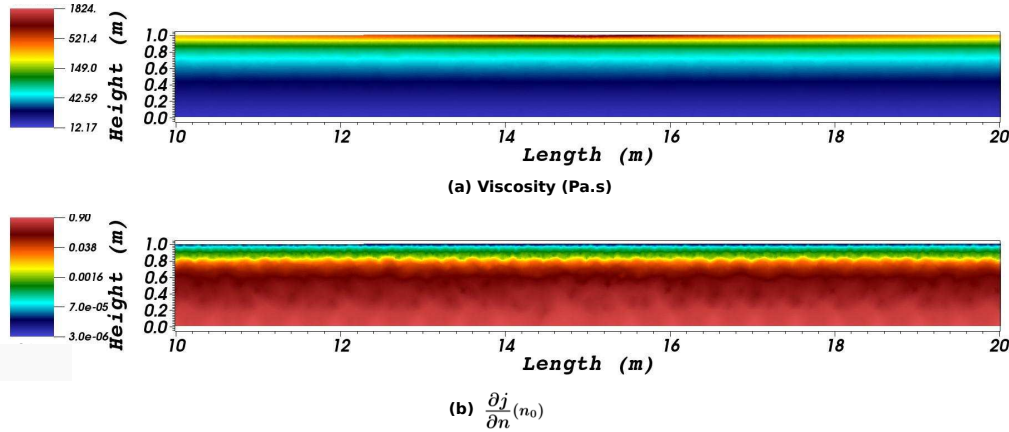 1824.
521.4
149.0
42.59
12.17
Height (m)
1.0
0.8
0.6
0.4
0.2
0.0
10 12 14 16 18 20
Length (m)
(a) Viscosity (Pa.s)
0.90
0.038
0.0016
7.0e-05
3.0e-06
Height (m)
1.0
0.8
0.6
0.4
0.2
0.0
10 12 14 16 18 20
Length (m)
(b) ∂j/∂n (n₀)